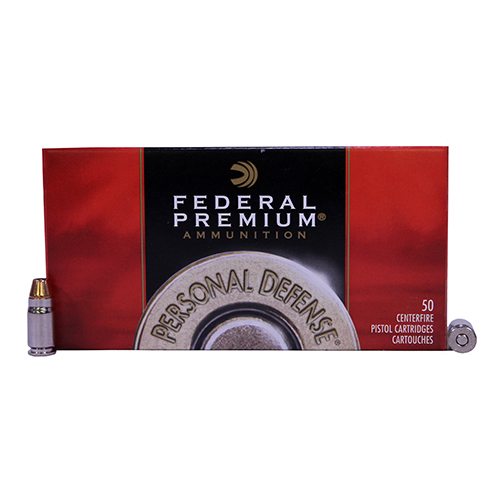 FEDERAL
PREMIUM®
AMMUNITION
PERSONAL DEFENSE®
50
CENTERFIRE
PISTOL CARTRIDGES
CARTOUCHES